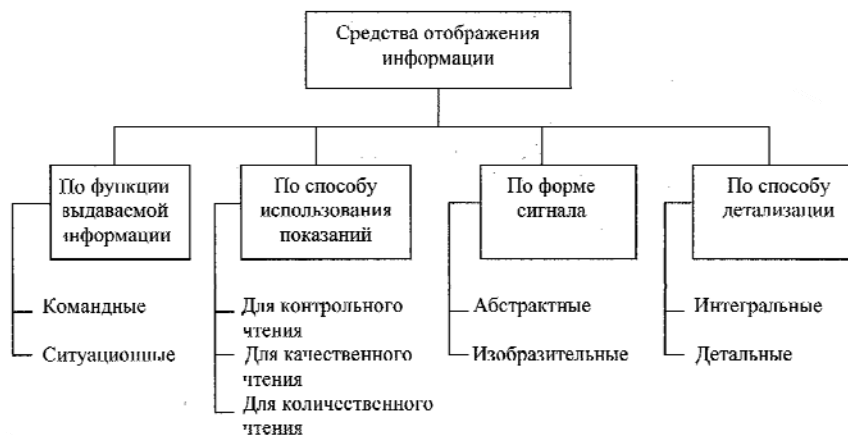 Средства отображения
информации
По функции
выдаваемой
информации
Командные
Ситуационные
По способу
использования
показаний
Для контрольного
чтения
Для качественного
чтения
Для количественного
чтения
По форме
сигнала
Абстрактные
Изобразительные
По способу
детализации
Интегральные
Детальные